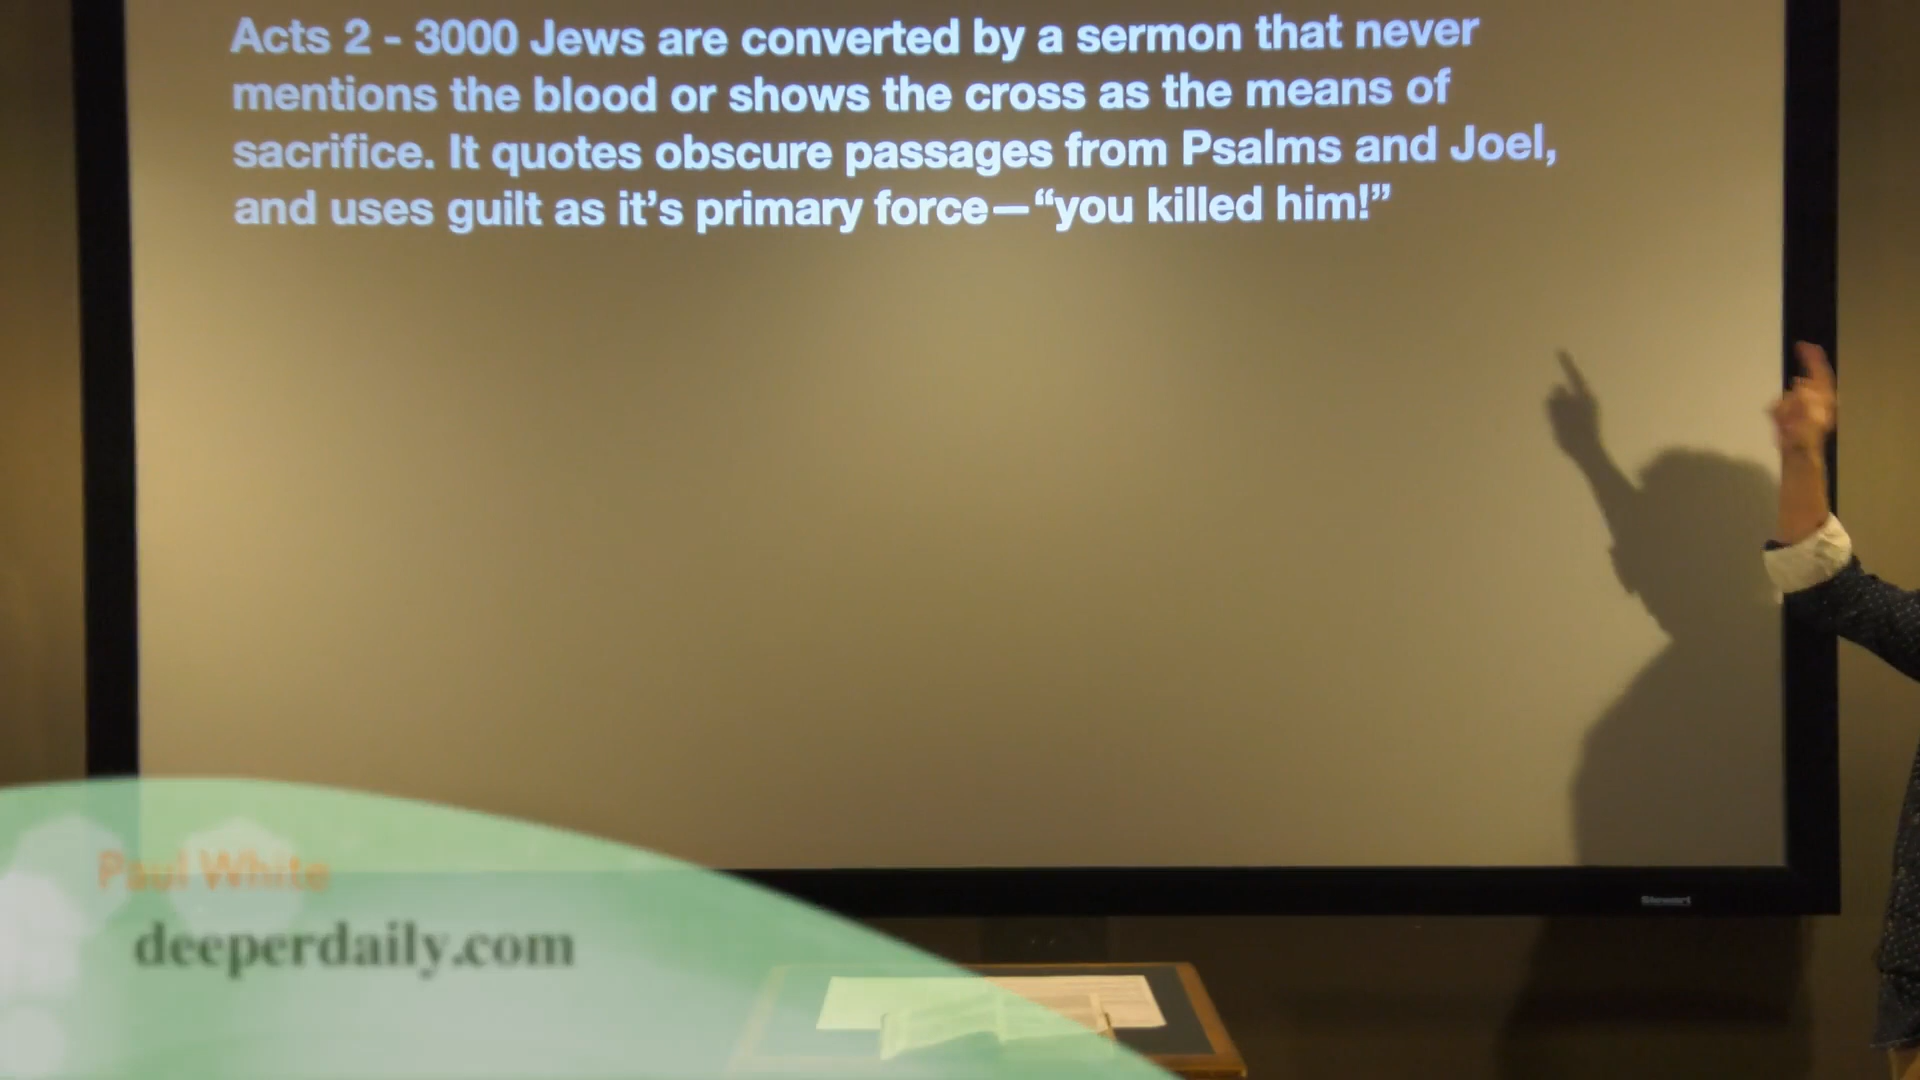 Acts 2 - 3000 Jews are converted by a sermon that never
mentions the blood or shows the cross as the means of
sacrifice. It quotes obscure passages from Psalms and Joel,
and uses guilt as it’s primary force—“you killed him!”
Paul White
deeperdaily.com
Stewart